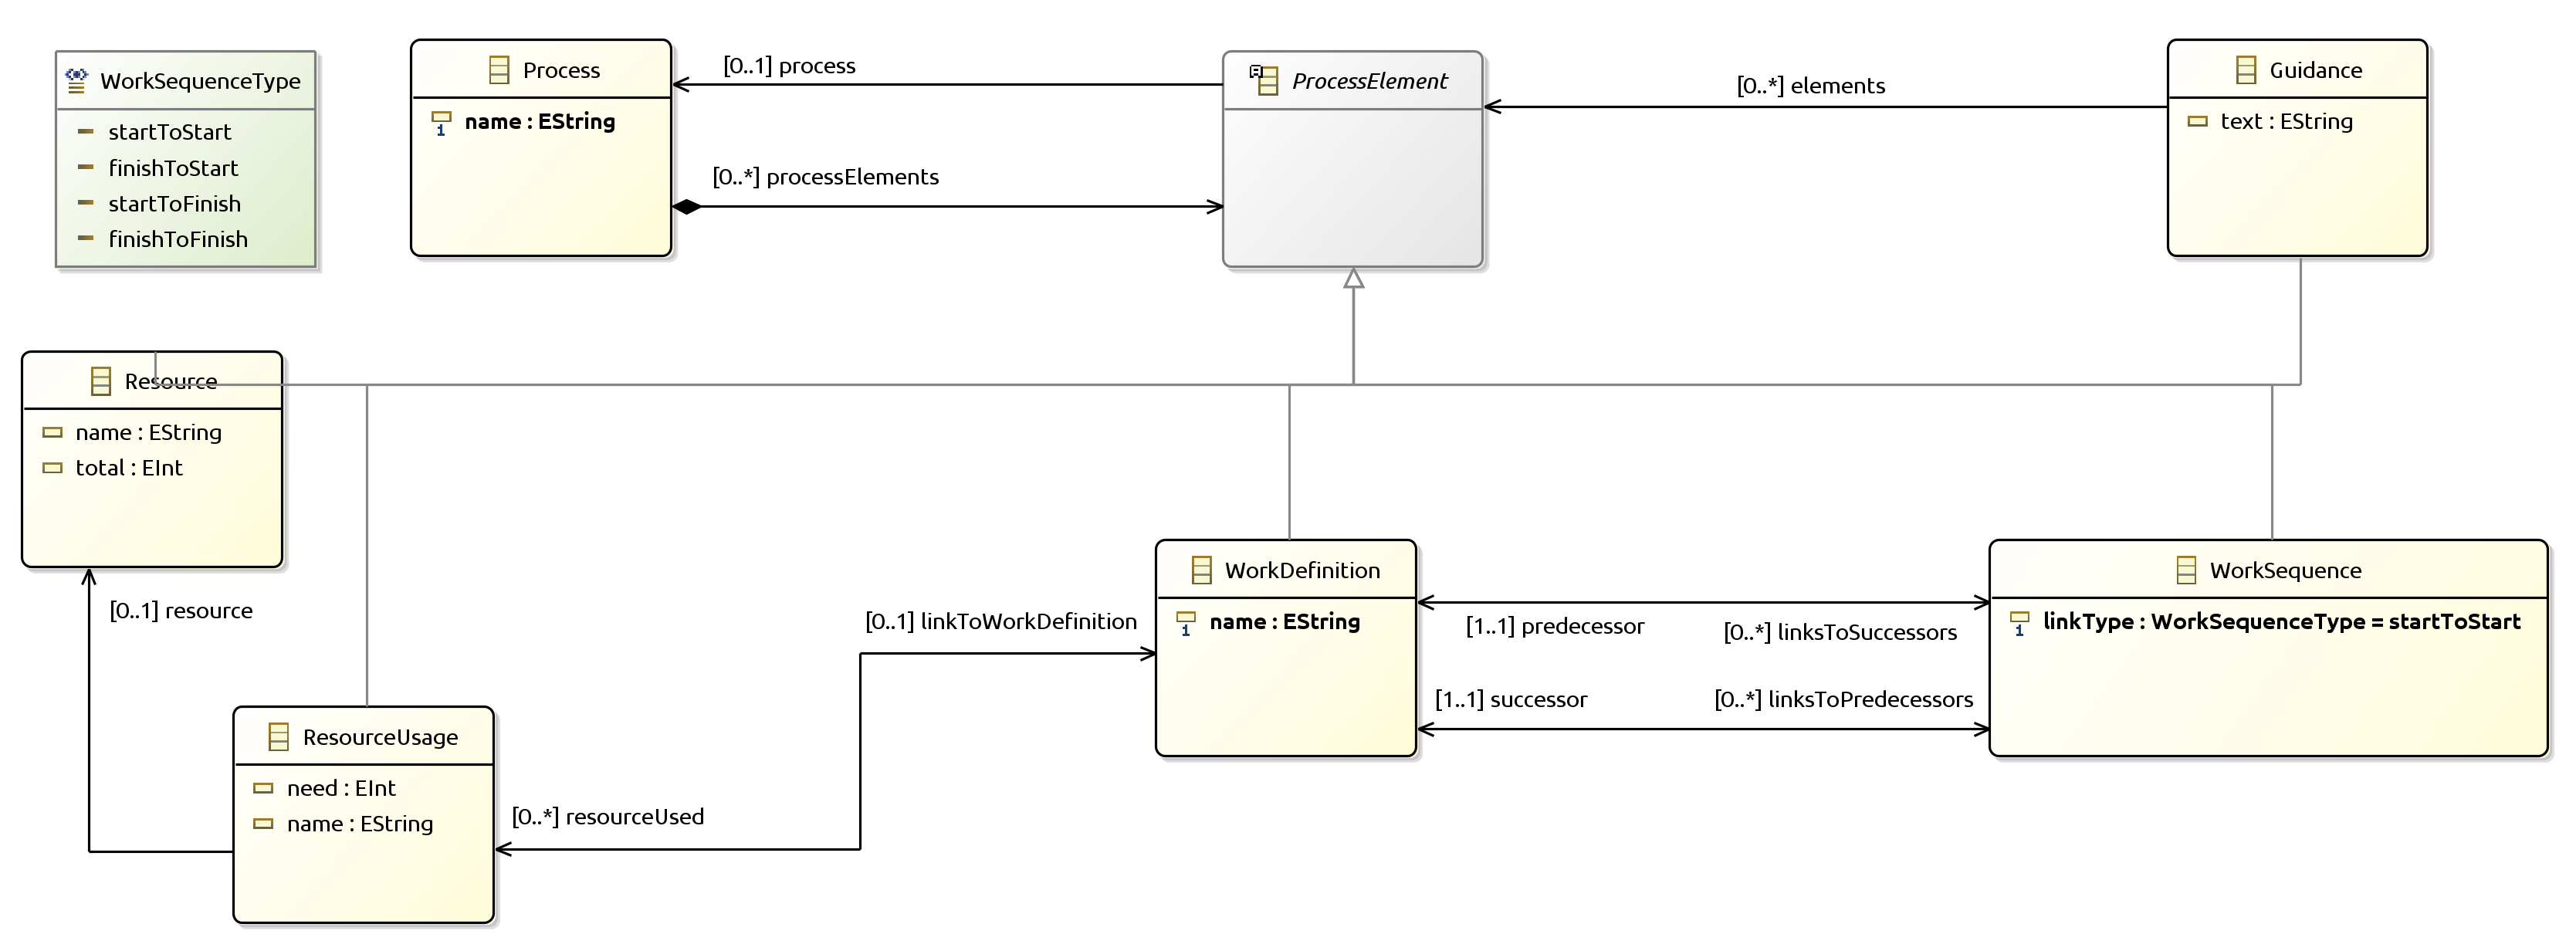 WorkSequenceType
startToStart
finishToStart
startToFinish
finishToFinish
Process
name : EString
[0..1] process
[0..*] processElements
ProcessElement
[0..*] elements
Guidance
text : EString
Resource
name : EString
total : EInt
[0..1] resource
ResourceUsage
need : EInt
name : EString
[0..*] resourceUsed
[0..1] linkToWorkDefinition
WorkDefinition
name : EString
[1..1] predecessor
[0..*] linksToSuccessors
[1..1] successor
[0..*] linksToPredecessors
WorkSequence
linkType : WorkSequenceType = startToStart